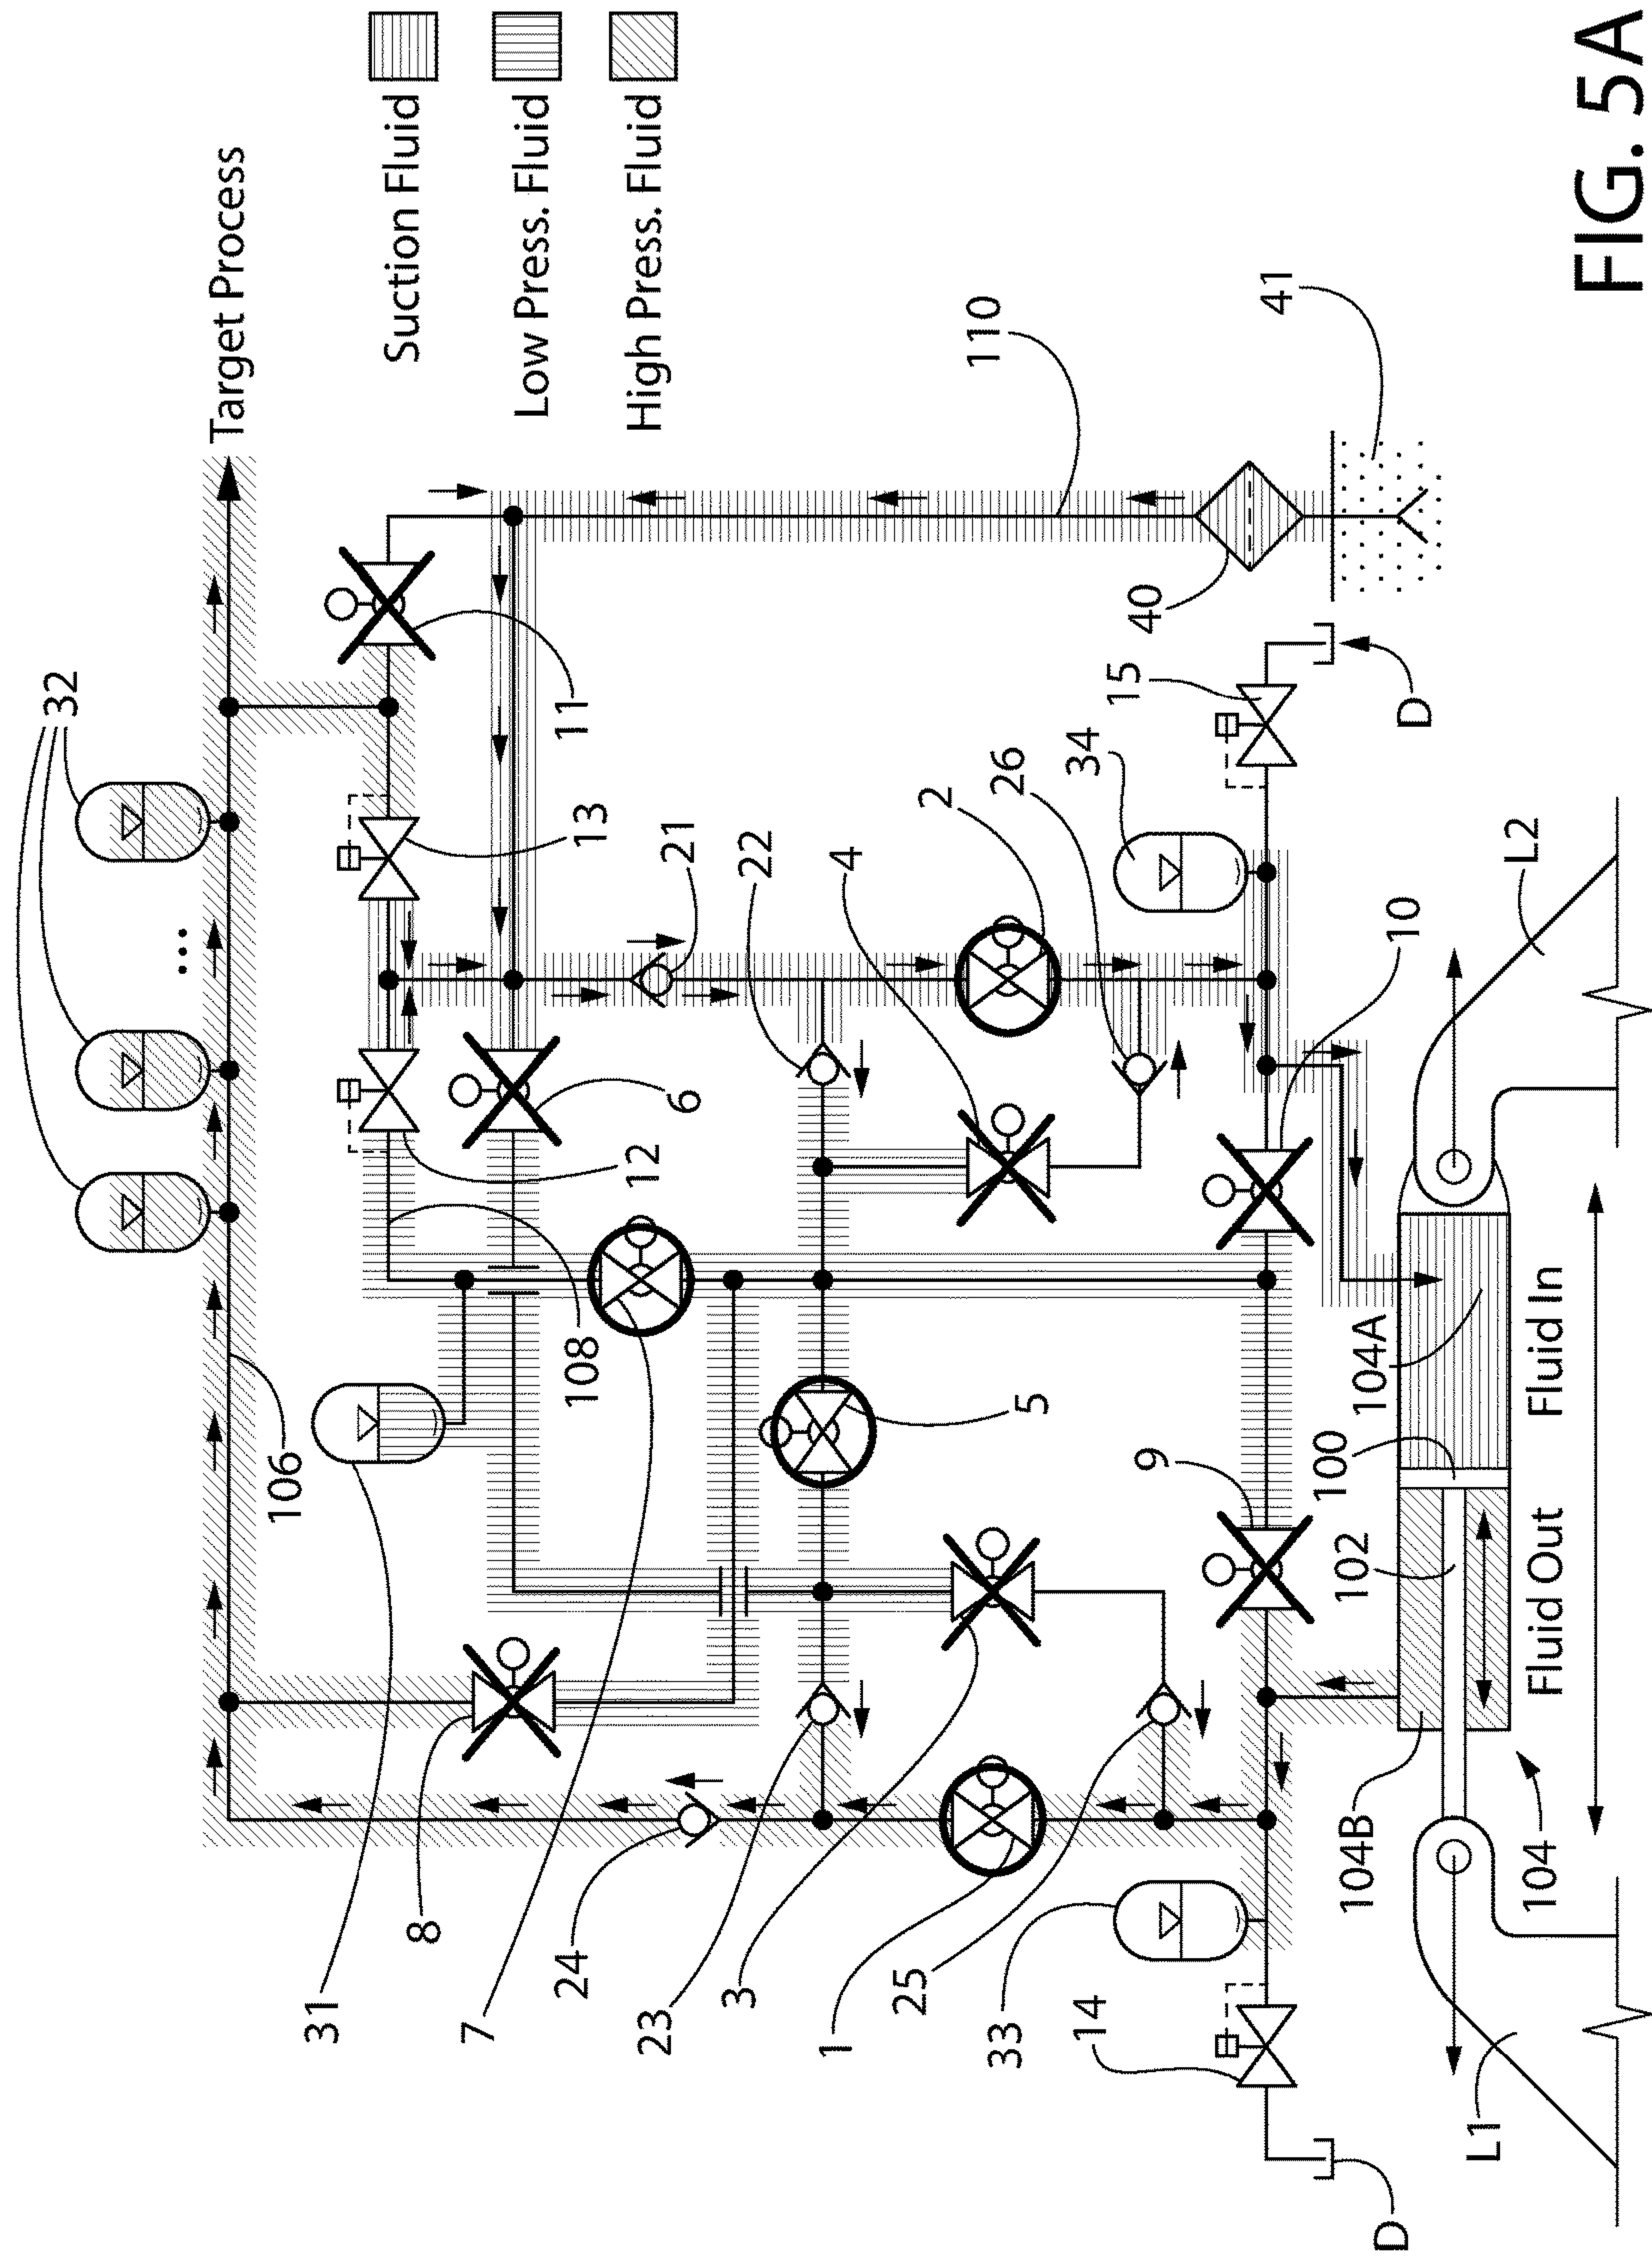 32
...
Target Process
106
31
Suction Fluid
8
7
Low Press. Fluid
24
108
11
13
12
High Press. Fluid
23
6
21
3
22
1
4
25
2
110
33
26
5
14
34
15
40
9
41
100
102
104B
104A
D
10
D
L1
L2
104
Fluid Out
Fluid In
FIG. 5A